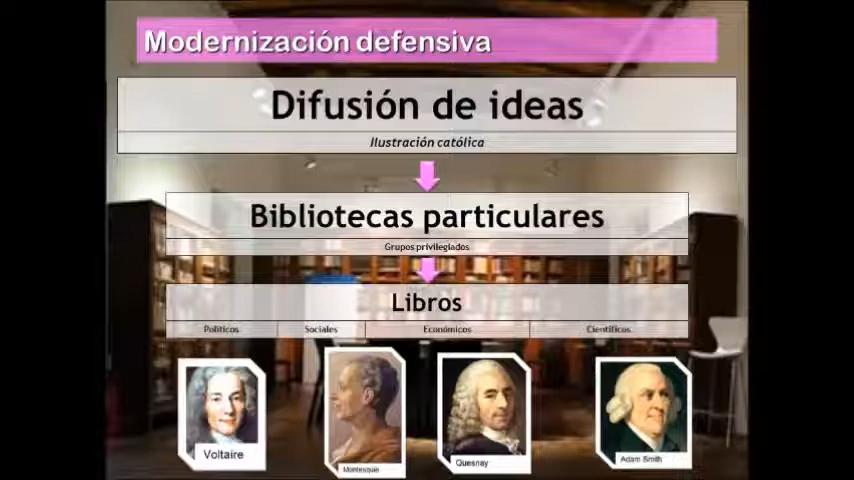 Modernización defensiva
Difusión de ideas
Ilustración católica
Bibliotecas particulares
Grupos privilegiados
Libros
Políticos Sociales Económicos Científicos
Voltaire
Montesquie
Quesnay
Adam Smith